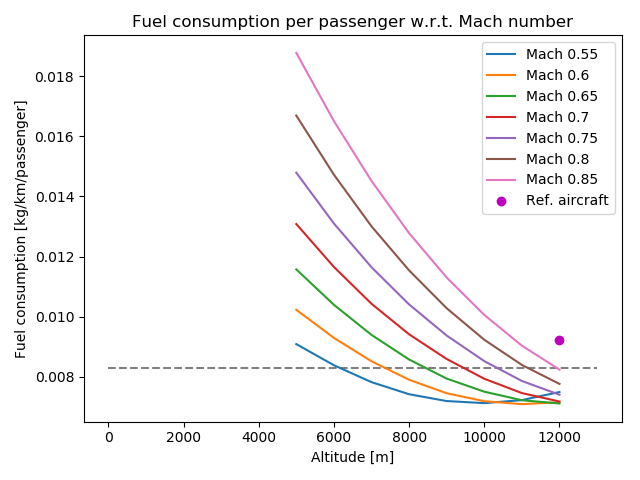 Fuel consumption per passenger w.r.t. Mach number
Fuel consumption [kg/km/passenger]
0.018
0.016
0.014
0.012
0.010
0.008
Mach 0.55
Mach 0.6
Mach 0.65
Mach 0.7
Mach 0.75
Mach 0.8
Mach 0.85
Ref. aircraft
0 2000 4000 6000 8000 10000 12000
Altitude [m]